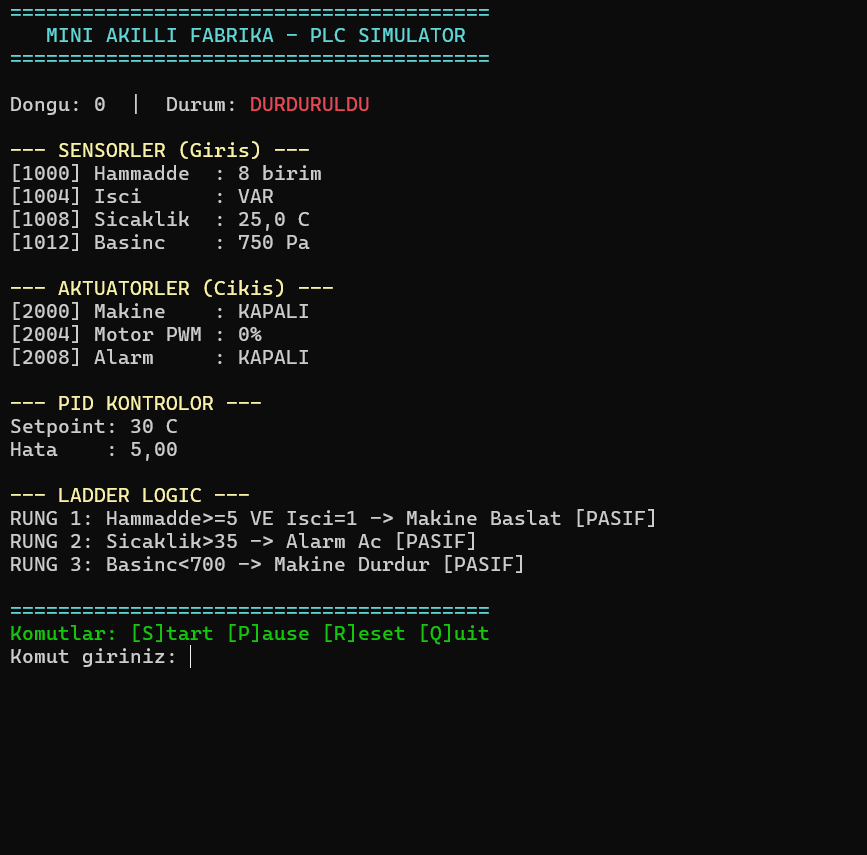 ========================================
MINI AKILLI FABRIKA - PLC SIMULATOR
========================================
Dongu: 0  |  Durum: DURDURULDU
--- SENSORLER (Giris) ---
[1000] Hammadde  : 8 birim
[1004] Isci      : VAR
[1008] Sicaklik  : 25,0 C
[1012] Basinc    : 750 Pa
--- AKTUATORLER (Cikis) ---
[2000] Makine    : KAPALI
[2004] Motor PWM : 0%
[2008] Alarm     : KAPALI
--- PID KONTROLOR ---
Setpoint: 30 C
Hata    : 5,00
--- LADDER LOGIC ---
RUNG 1: Hammadde>=5 VE Isci=1 -> Makine Baslat [PASIF]
RUNG 2: Sicaklik>35 -> Alarm Ac [PASIF]
RUNG 3: Basinc<700 -> Makine Durdur [PASIF]
========================================
Komutlar: [S]tart [P]ause [R]eset [Q]uit
Komut giriniz: